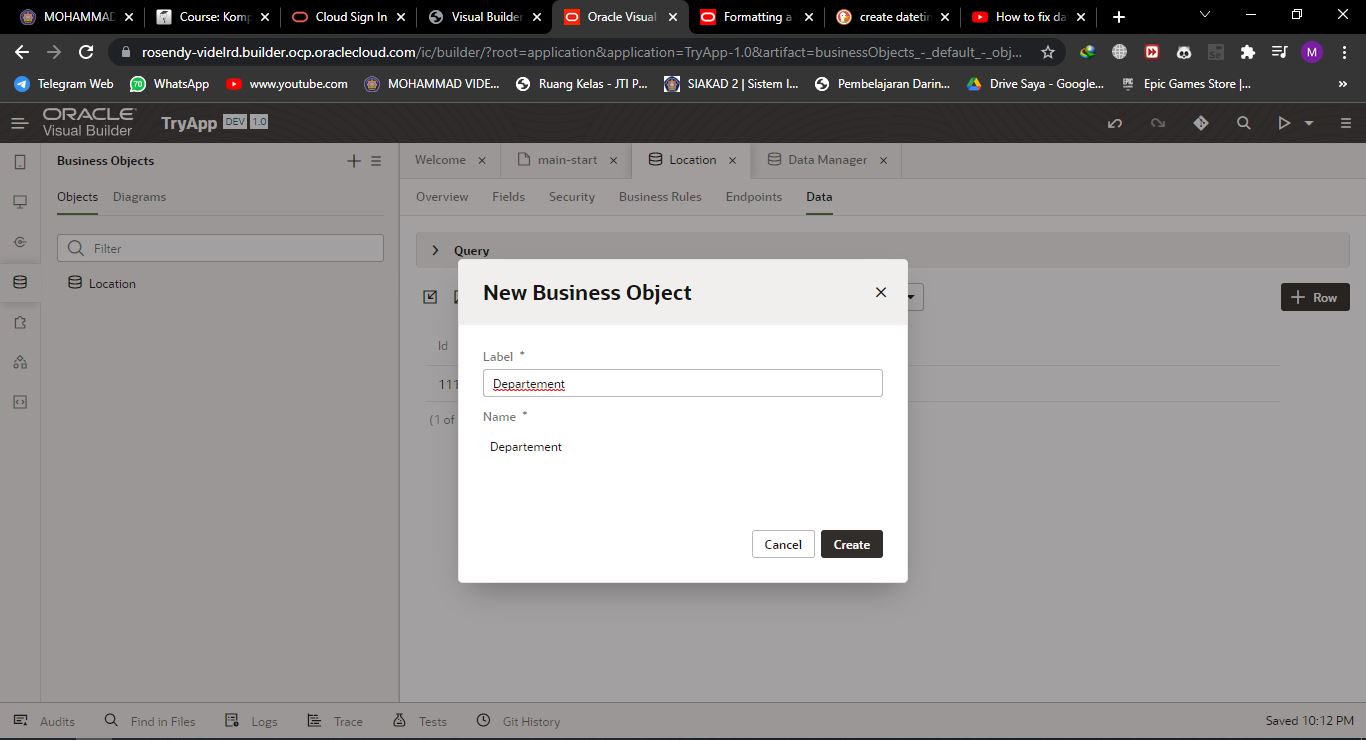 MOHAMMAD
Course: Komp
Cloud Sign In
Visual Builder
Oracle Visual
Formatting a
create datetin
How to fix da
rosendy-videlrd.builder.ocp.oraclecloud.com/ic/builder/?root=application&application=TryApp-1.0&artifact=businessObjects_-_default_-_obj...
M
Telegram Web
WhatsApp
www.youtube.com
MOHAMMAD VIDE...
Ruang Kelas - JTI P...
SIAKAD 2 | Sistem I...
Pembelajaran Darin...
Drive Saya - Google...
Epic Games Store |...
»
ORACLE
Visual Builder
TryApp DEV 1.0
Business Objects
Welcome
main-start
Location
Data Manager
Objects
Diagrams
Overview
Fields
Security
Business Rules
Endpoints
Data
Filter
Query
Location
New Business Object
Row
Id
Label *
Departement
111
Name *
(1 of
Departement
Cancel
Create
Audits
Find in Files
Logs
Trace
Tests
Git History
Saved 10:12 PM